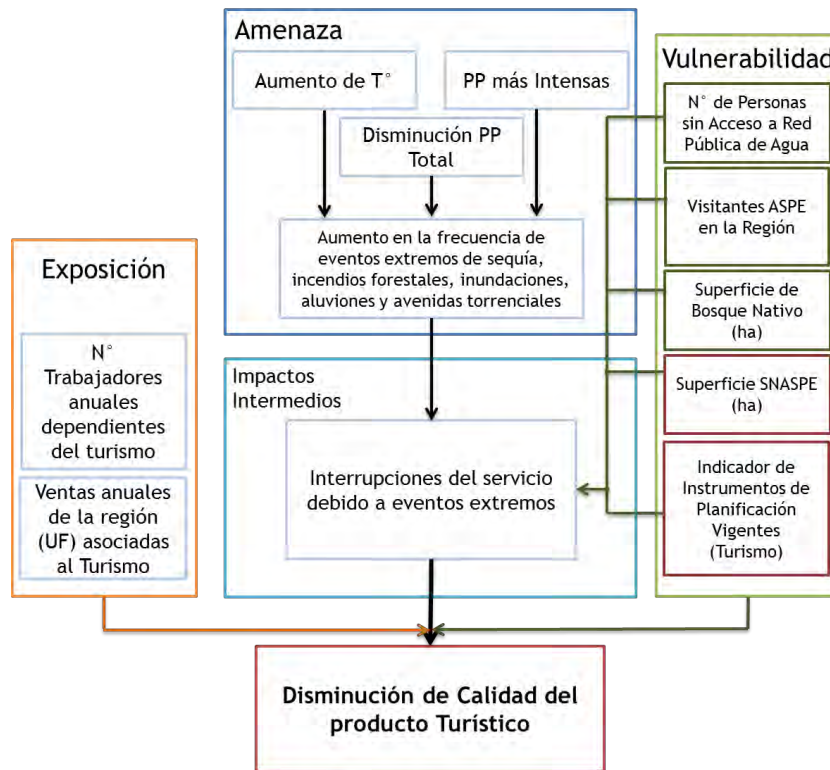 Amenaza
Aumento de T°
PP más Intensas
Disminución PP
Total
Aumento en la frecuencia de
eventos extremos de sequía,
incendios forestales, inundaciones,
aluviones y avenidas torrenciales
Exposición
N°
Trabajadores
anuales
dependientes
del turismo
Ventas anuales
de la región
(UF) asociadas
al Turismo
Impactos
Intermedios
Interrupciones del servicio
debido a eventos extremos
Vulnerabilidad
N° de Personas
sin Acceso a Red
Pública de Agua
Visitantes ASPE
en la Región
Superficie de
Bosque Nativo
(ha)
Superficie SNASPE
(ha)
Indicador de
Instrumentos de
Planificación
Vigentes
(Turismo)
Disminución de Calidad del
producto Turístico